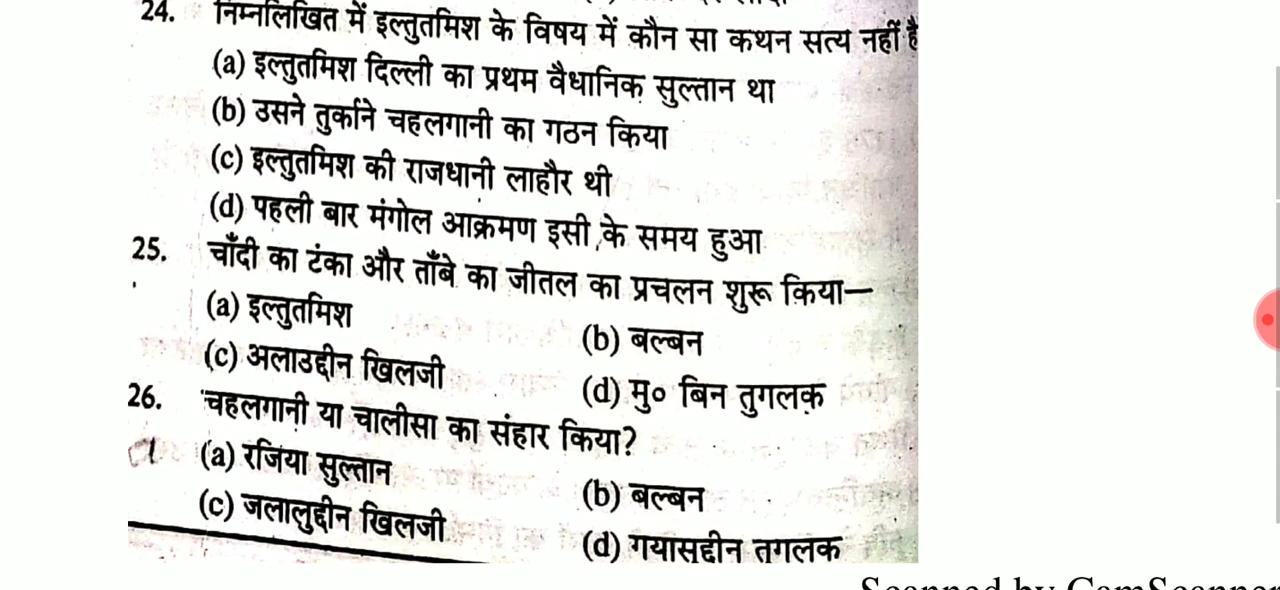 24. निम्नलिखित में इल्तुतमिश के विषय में कौन सा कथन सत्य नहीं है
(a) इल्तुतमिश दिल्ली का प्रथम वैधानिक सुल्तान था
(b) उसने तुर्काने चहलगानी का गठन किया
(c) इल्तुतमिश की राजधानी लाहौर थी
(d) पहली बार मंगोल आक्रमण इसी के समय हुआ
25. चाँदी का टंका और ताँबे का जीतल का प्रचलन शुरू किया—
(a) इल्तुतमिश
(b) बल्बन
(c) अलाउद्दीन खिलजी
(d) मु० बिन तुगलक़
26. चहलगानी या चालीसा का संहार किया?
(a) रजिया सुल्तान
(b) बल्बन
(c) जलालुद्दीन खिलजी
(d) गयासुद्दीन तुगलक
Scanned by CamScanner